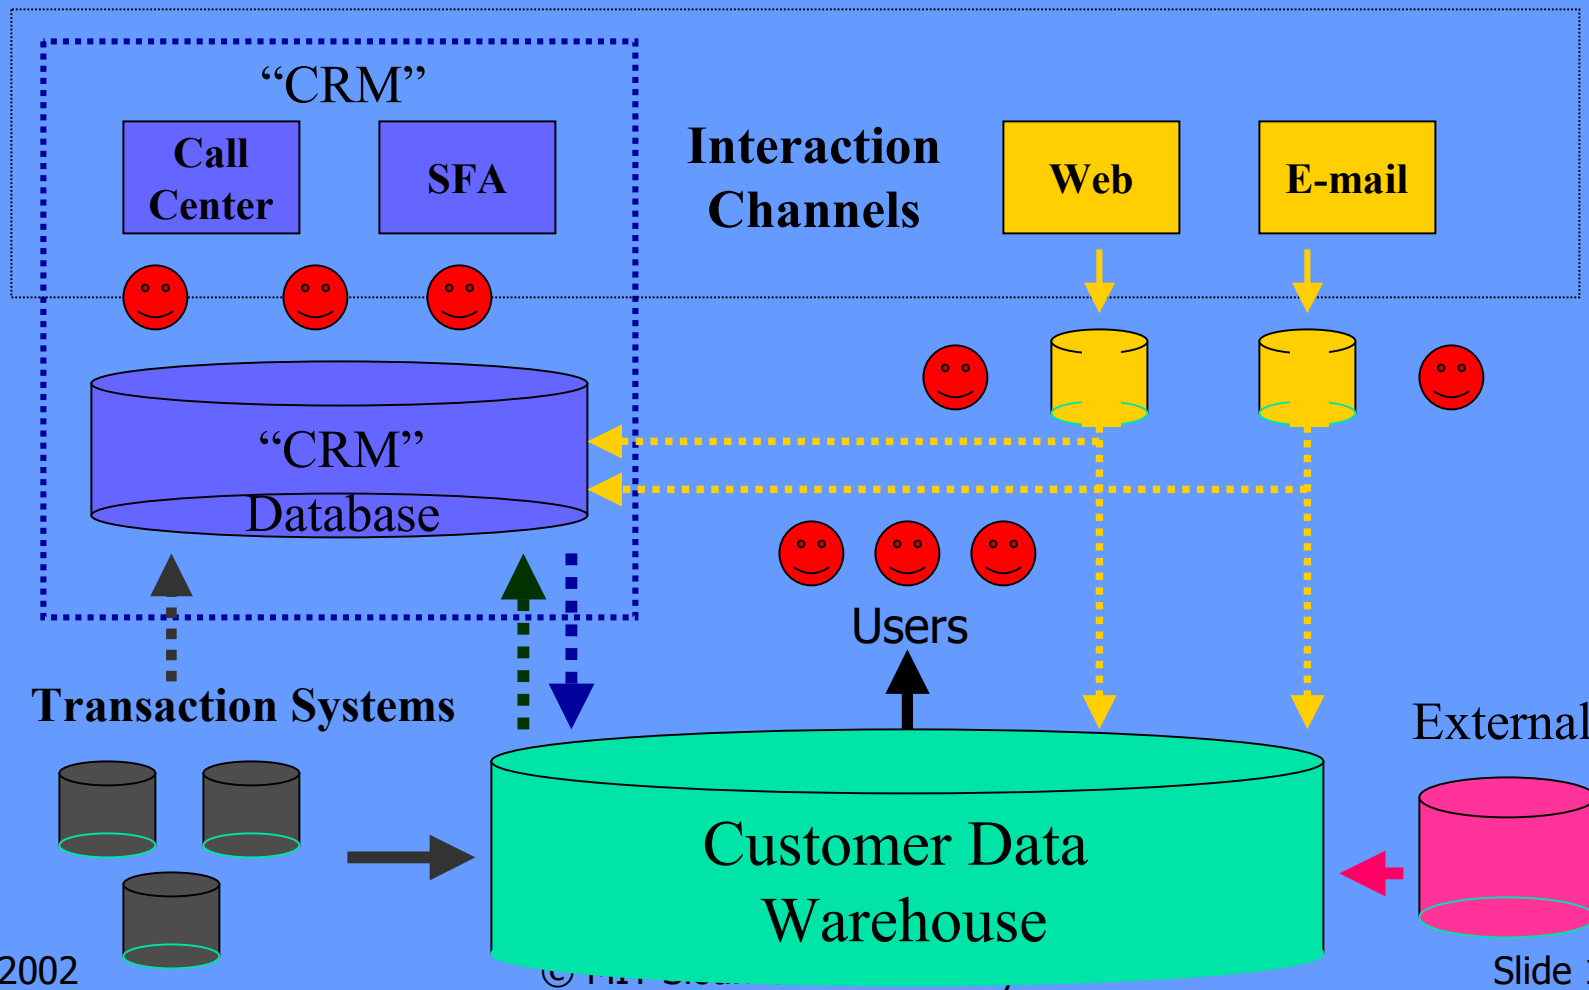 “CRM”
Call
Center
SFA
Interaction
Channels
Web
E-mail
“CRM”
Database
Users
Transaction Systems
External
Customer Data
Warehouse
2002
©
Slide